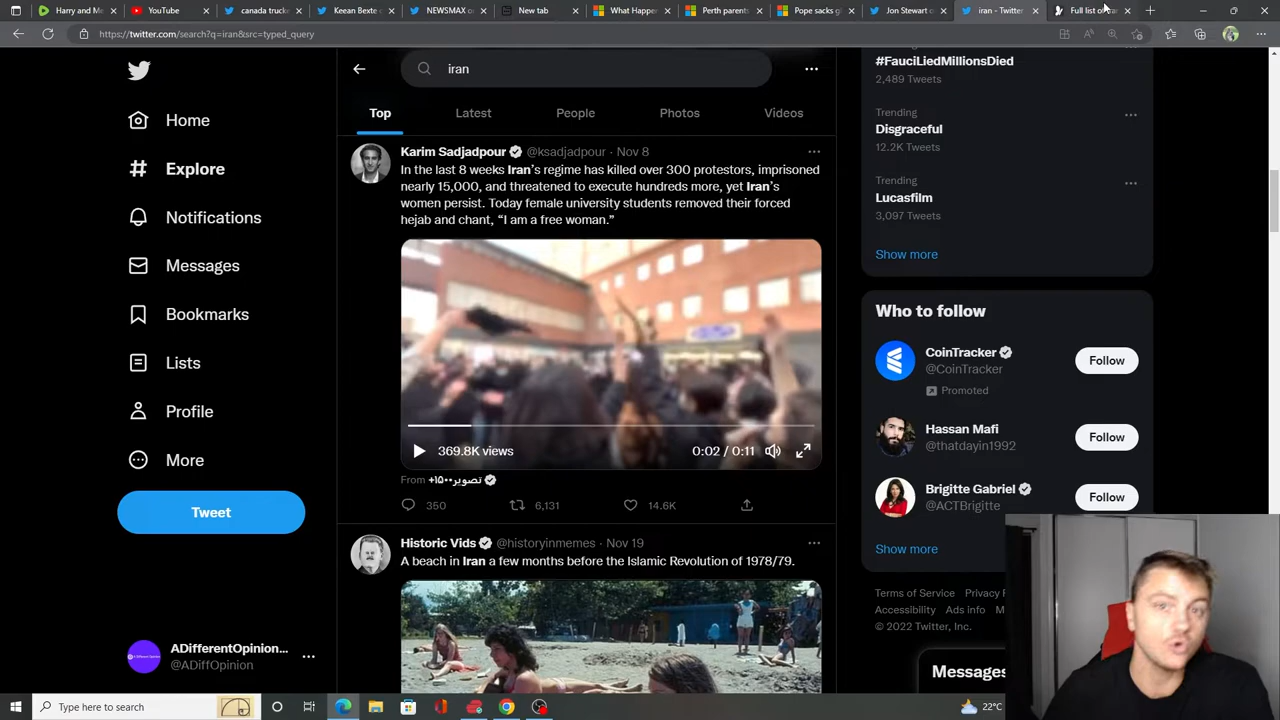 Harry and Me
YouTube
canada trucke
Keean Bexte o
NEWSMAX o
New tab
What Happer
Perth parents
Pope sacks gl
Jon Stewart o
iran - Twitter
Full list of
https://twitter.com/search?q=iran&src=typed_query
iran
Top
Latest
People
Photos
Videos
Home
Explore
Notifications
Messages
Bookmarks
Lists
Profile
More
Tweet
ADifferentOpinion...
@ADiffOpinion
Karim Sadjadpour @ksadjadpour · Nov 8
In the last 8 weeks Iran's regime has killed over 300 protestors, imprisoned
nearly 15,000, and threatened to execute hundreds more, yet Iran's
women persist. Today female university students removed their forced
hejab and chant, “I am a free woman.”
369.8K views
0:02 / 0:11
From +۱۵۰۰تصویر
350
6,131
14.6K
Historic Vids @historyinmemes · Nov 19
A beach in Iran a few months before the Islamic Revolution of 1978/79.
#FauciLiedMillionsDied
2,489 Tweets
Trending
Disgraceful
12.2K Tweets
Trending
Lucasfilm
3,097 Tweets
Show more
Who to follow
CoinTracker
@CoinTracker
Promoted
Follow
Hassan Mafi
@thatdayin1992
Follow
Brigitte Gabriel
@ACTBrigitte
Follow
Show more
Terms of Service Privacy
Accessibility Ads info M
© 2022 Twitter, Inc.
Messages
Type here to search
22°C